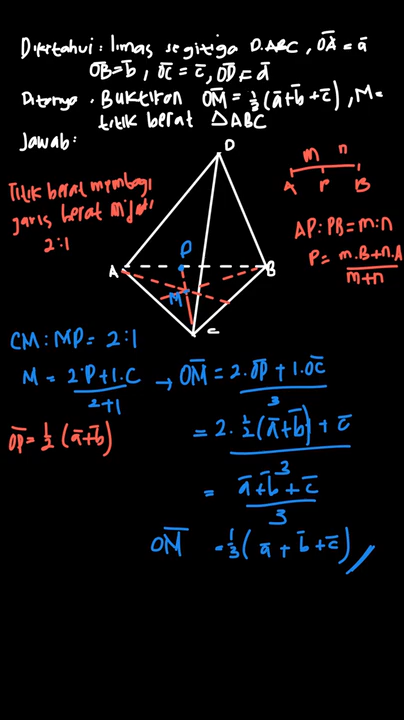 Diketahui : limas segitiga D.ABC, OA̅ = a̅
OB̅ = b̅, OC̅ = c̅, OD̅ = d̅
Ditanya . Buktikan OM̅ = 1/3 (a̅+b̅+c̅), M =
titik berat △ABC
Jawab:
D
m n
A P B
Titik berat membagi
garis berat mjd:
2:1
AP : PB = m:n
P = m.B+n.A / m+n
P
A
B
M
C
CM : MP = 2:1
M = 2.P+1.C / 2+1 → OM̅ = 2.OP̅ + 1.OC̅ / 3
OP̅ = 1/2 (a̅+b̅)
= 2. 1/2 (a̅+b̅) + c̅ / 3
= a̅+b̅+c̅ / 3
OM̅ = 1/3 ( a̅ + b̅ + c̅ ) //